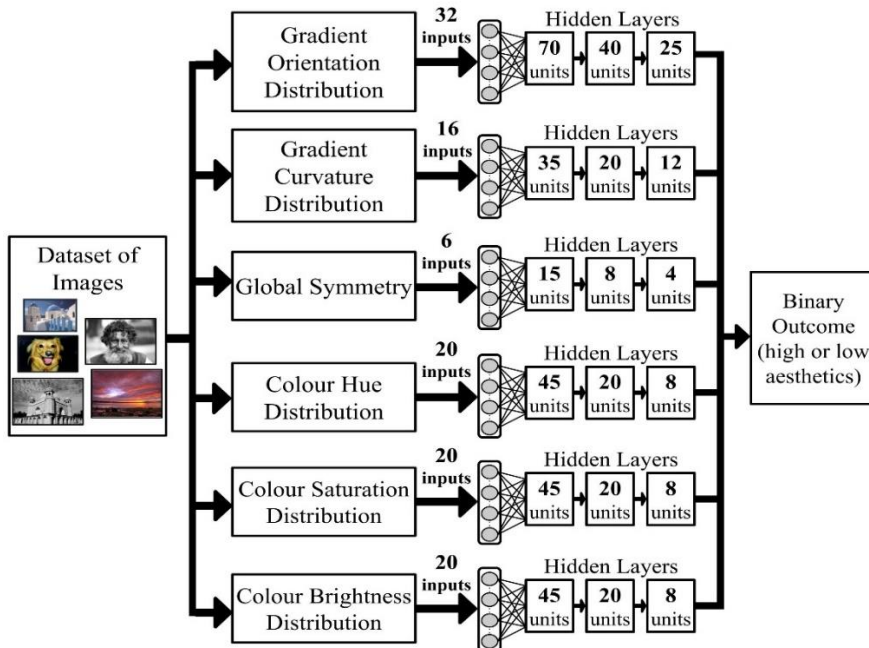 Dataset of
Images
Gradient
Orientation
Distribution
32
inputs
Hidden Layers
70
units
40
units
25
units
Gradient
Curvature
Distribution
16
inputs
Hidden Layers
35
units
20
units
12
units
Global Symmetry
6
inputs
Hidden Layers
15
units
8
units
4
units
Colour Hue
Distribution
20
inputs
Hidden Layers
45
units
20
units
8
units
Colour Saturation
Distribution
20
inputs
Hidden Layers
45
units
20
units
8
units
Colour Brightness
Distribution
20
inputs
Hidden Layers
45
units
20
units
8
units
Binary
Outcome
(high or low
aesthetics)